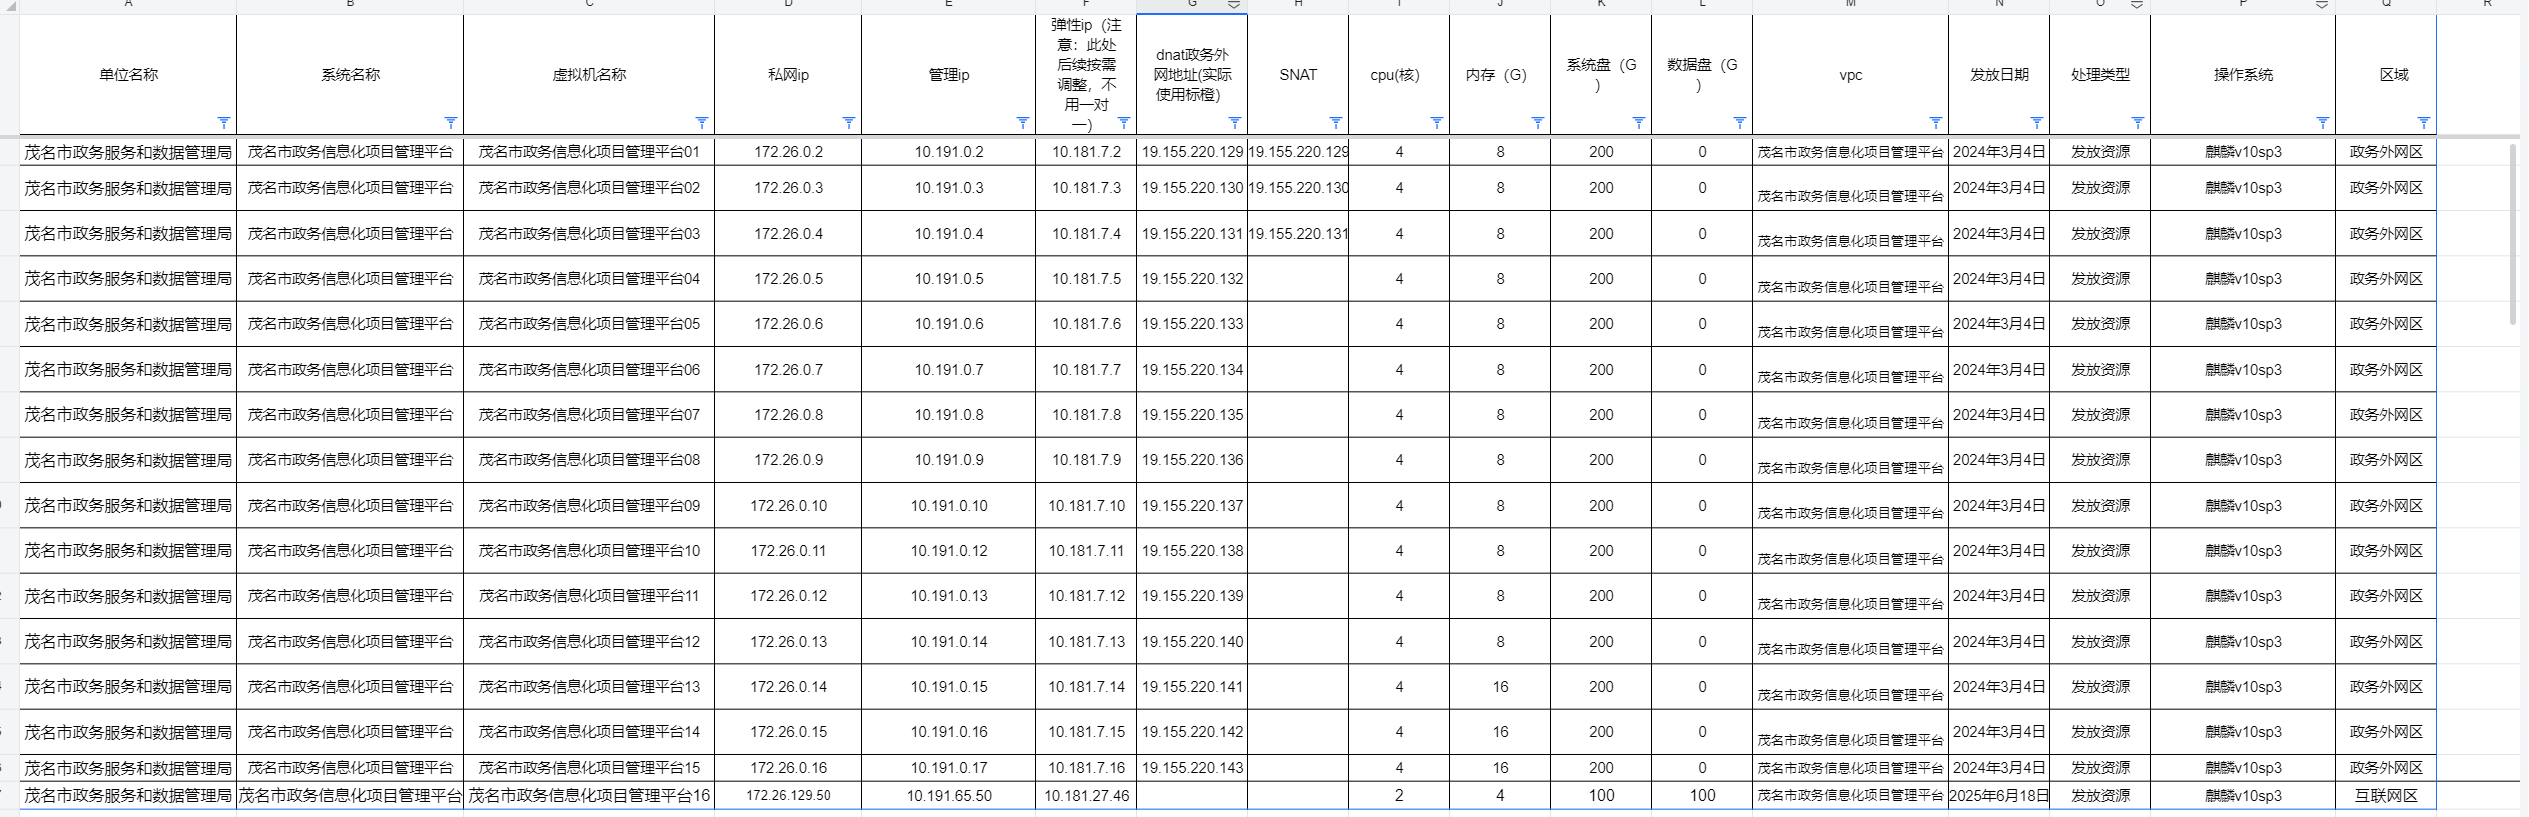 A B C D E F G H I J K L M N O P Q R
单位名称 系统名称 虚拟机名称 私网ip 管理ip 弹性ip（注意：此处后续按需调整，不用一对一） dnat政务外网地址(实际使用标橙) SNAT cpu(核) 内存（G） 系统盘（G） 数据盘（G） vpc 发放日期 处理类型 操作系统 区域
茂名市政务服务和数据管理局 茂名市政务信息化项目管理平台 茂名市政务信息化项目管理平台01 172.26.0.2 10.191.0.2 10.181.7.2 19.155.220.129 19.155.220.129 4 8 200 0 茂名市政务信息化项目管理平台 2024年3月4日 发放资源 麒麟v10sp3 政务外网区
茂名市政务服务和数据管理局 茂名市政务信息化项目管理平台 茂名市政务信息化项目管理平台02 172.26.0.3 10.191.0.3 10.181.7.3 19.155.220.130 19.155.220.130 4 8 200 0 茂名市政务信息化项目管理平台 2024年3月4日 发放资源 麒麟v10sp3 政务外网区
茂名市政务服务和数据管理局 茂名市政务信息化项目管理平台 茂名市政务信息化项目管理平台03 172.26.0.4 10.191.0.4 10.181.7.4 19.155.220.131 19.155.220.131 4 8 200 0 茂名市政务信息化项目管理平台 2024年3月4日 发放资源 麒麟v10sp3 政务外网区
茂名市政务服务和数据管理局 茂名市政务信息化项目管理平台 茂名市政务信息化项目管理平台04 172.26.0.5 10.191.0.5 10.181.7.5 19.155.220.132 4 8 200 0 茂名市政务信息化项目管理平台 2024年3月4日 发放资源 麒麟v10sp3 政务外网区
茂名市政务服务和数据管理局 茂名市政务信息化项目管理平台 茂名市政务信息化项目管理平台05 172.26.0.6 10.191.0.6 10.181.7.6 19.155.220.133 4 8 200 0 茂名市政务信息化项目管理平台 2024年3月4日 发放资源 麒麟v10sp3 政务外网区
茂名市政务服务和数据管理局 茂名市政务信息化项目管理平台 茂名市政务信息化项目管理平台06 172.26.0.7 10.191.0.7 10.181.7.7 19.155.220.134 4 8 200 0 茂名市政务信息化项目管理平台 2024年3月4日 发放资源 麒麟v10sp3 政务外网区
茂名市政务服务和数据管理局 茂名市政务信息化项目管理平台 茂名市政务信息化项目管理平台07 172.26.0.8 10.191.0.8 10.181.7.8 19.155.220.135 4 8 200 0 茂名市政务信息化项目管理平台 2024年3月4日 发放资源 麒麟v10sp3 政务外网区
茂名市政务服务和数据管理局 茂名市政务信息化项目管理平台 茂名市政务信息化项目管理平台08 172.26.0.9 10.191.0.9 10.181.7.9 19.155.220.136 4 8 200 0 茂名市政务信息化项目管理平台 2024年3月4日 发放资源 麒麟v10sp3 政务外网区
茂名市政务服务和数据管理局 茂名市政务信息化项目管理平台 茂名市政务信息化项目管理平台09 172.26.0.10 10.191.0.10 10.181.7.10 19.155.220.137 4 8 200 0 茂名市政务信息化项目管理平台 2024年3月4日 发放资源 麒麟v10sp3 政务外网区
茂名市政务服务和数据管理局 茂名市政务信息化项目管理平台 茂名市政务信息化项目管理平台10 172.26.0.11 10.191.0.12 10.181.7.11 19.155.220.138 4 8 200 0 茂名市政务信息化项目管理平台 2024年3月4日 发放资源 麒麟v10sp3 政务外网区
茂名市政务服务和数据管理局 茂名市政务信息化项目管理平台 茂名市政务信息化项目管理平台11 172.26.0.12 10.191.0.13 10.181.7.12 19.155.220.139 4 8 200 0 茂名市政务信息化项目管理平台 2024年3月4日 发放资源 麒麟v10sp3 政务外网区
茂名市政务服务和数据管理局 茂名市政务信息化项目管理平台 茂名市政务信息化项目管理平台12 172.26.0.13 10.191.0.14 10.181.7.13 19.155.220.140 4 8 200 0 茂名市政务信息化项目管理平台 2024年3月4日 发放资源 麒麟v10sp3 政务外网区
茂名市政务服务和数据管理局 茂名市政务信息化项目管理平台 茂名市政务信息化项目管理平台13 172.26.0.14 10.191.0.15 10.181.7.14 19.155.220.141 4 16 200 0 茂名市政务信息化项目管理平台 2024年3月4日 发放资源 麒麟v10sp3 政务外网区
茂名市政务服务和数据管理局 茂名市政务信息化项目管理平台 茂名市政务信息化项目管理平台14 172.26.0.15 10.191.0.16 10.181.7.15 19.155.220.142 4 16 200 0 茂名市政务信息化项目管理平台 2024年3月4日 发放资源 麒麟v10sp3 政务外网区
茂名市政务服务和数据管理局 茂名市政务信息化项目管理平台 茂名市政务信息化项目管理平台15 172.26.0.16 10.191.0.17 10.181.7.16 19.155.220.143 4 16 200 0 茂名市政务信息化项目管理平台 2024年3月4日 发放资源 麒麟v10sp3 政务外网区
茂名市政务服务和数据管理局 茂名市政务信息化项目管理平台 茂名市政务信息化项目管理平台16 172.26.129.50 10.191.65.50 10.181.27.46 2 4 100 100 茂名市政务信息化项目管理平台 2025年6月18日 发放资源 麒麟v10sp3 互联网区